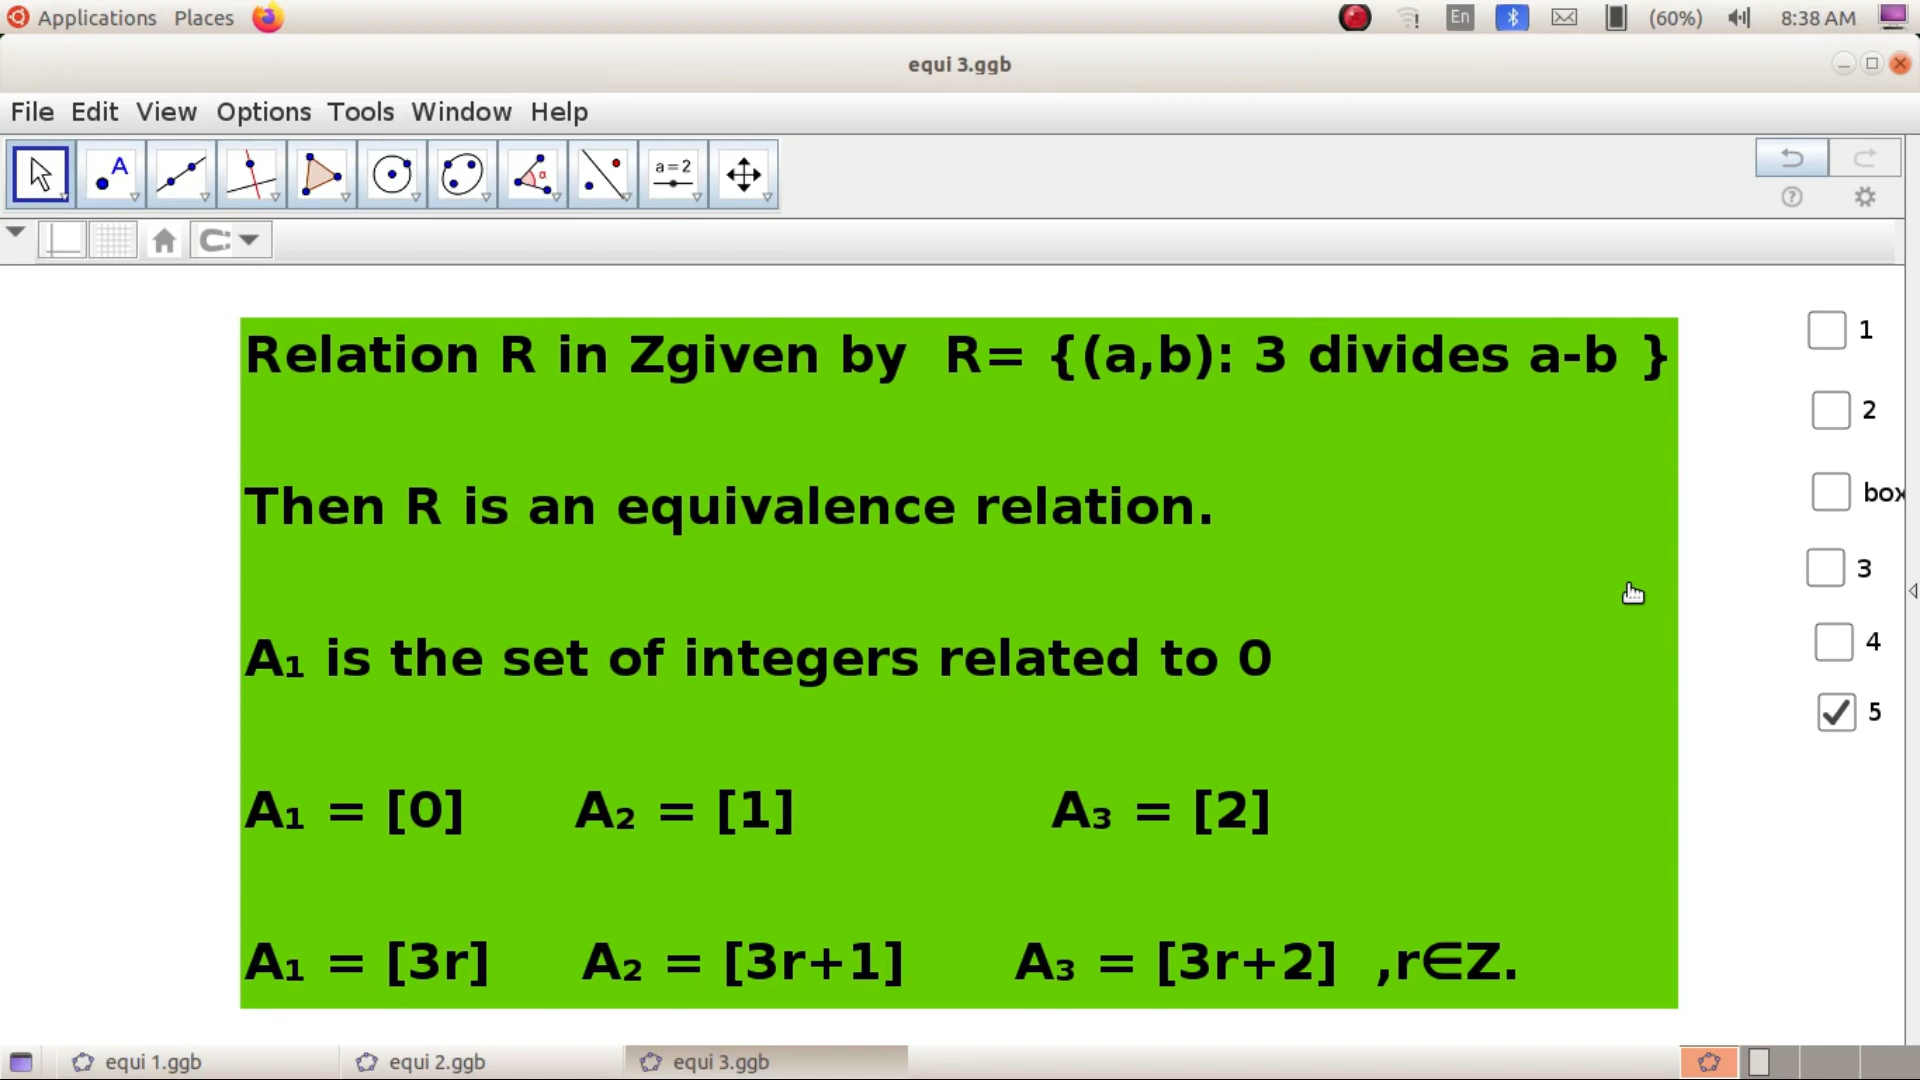 Applications Places En (60%) 8:38 AM
equi 3.ggb
File Edit View Options Tools Window Help
A α a=2
Relation R in Zgiven by R= {(a,b): 3 divides a-b }
Then R is an equivalence relation.
A₁ is the set of integers related to 0
A₁ = [0] A₂ = [1] A₃ = [2]
A₁ = [3r] A₂ = [3r+1] A₃ = [3r+2] ,r∈Z.
1
2
box
3
4
5
equi 1.ggb equi 2.ggb equi 3.ggb